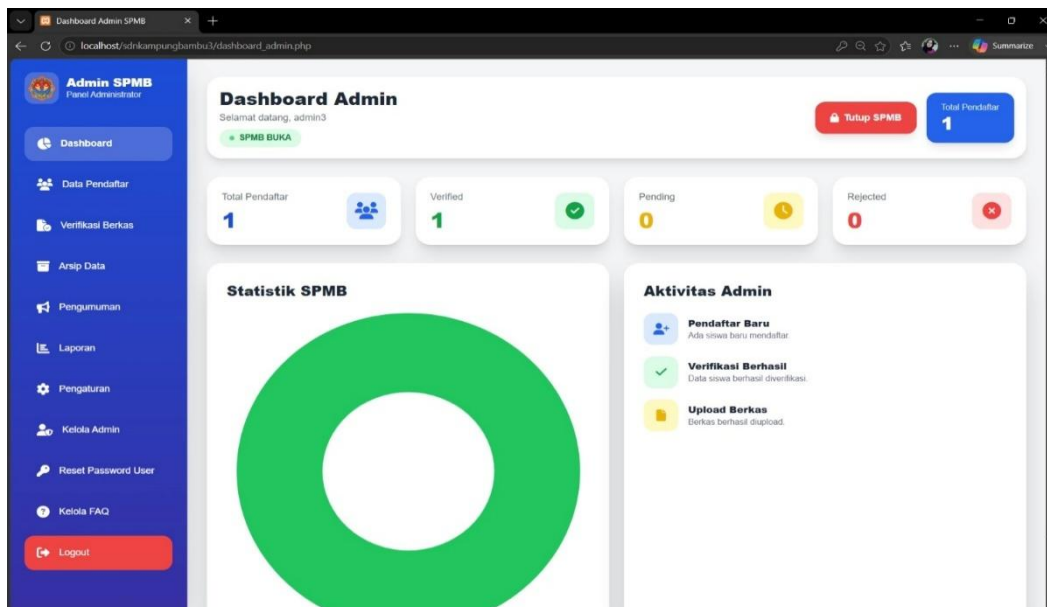 Dashboard Admin SPMB
localhost/sdnkampungbambu3/dashboard_admin.php
Summarize
Admin SPMB
Panel Administrator
Dashboard
Data Pendaftar
Verifikasi Berkas
Arsip Data
Pengumuman
Laporan
Pengaturan
Kelola Admin
Reset Password User
Kelola FAQ
Logout
Dashboard Admin
Selamat datang, admin3
SPMB BUKA
Tutup SPMB
Total Pendaftar
1
Total Pendaftar
1
Verified
1
Pending
0
Rejected
0
Statistik SPMB
Aktivitas Admin
Pendaftar Baru
Ada siswa baru mendaftar
Verifikasi Berhasil
Data siswa berhasil diverifikasi.
Upload Berkas
Berkas berhasil diupload.